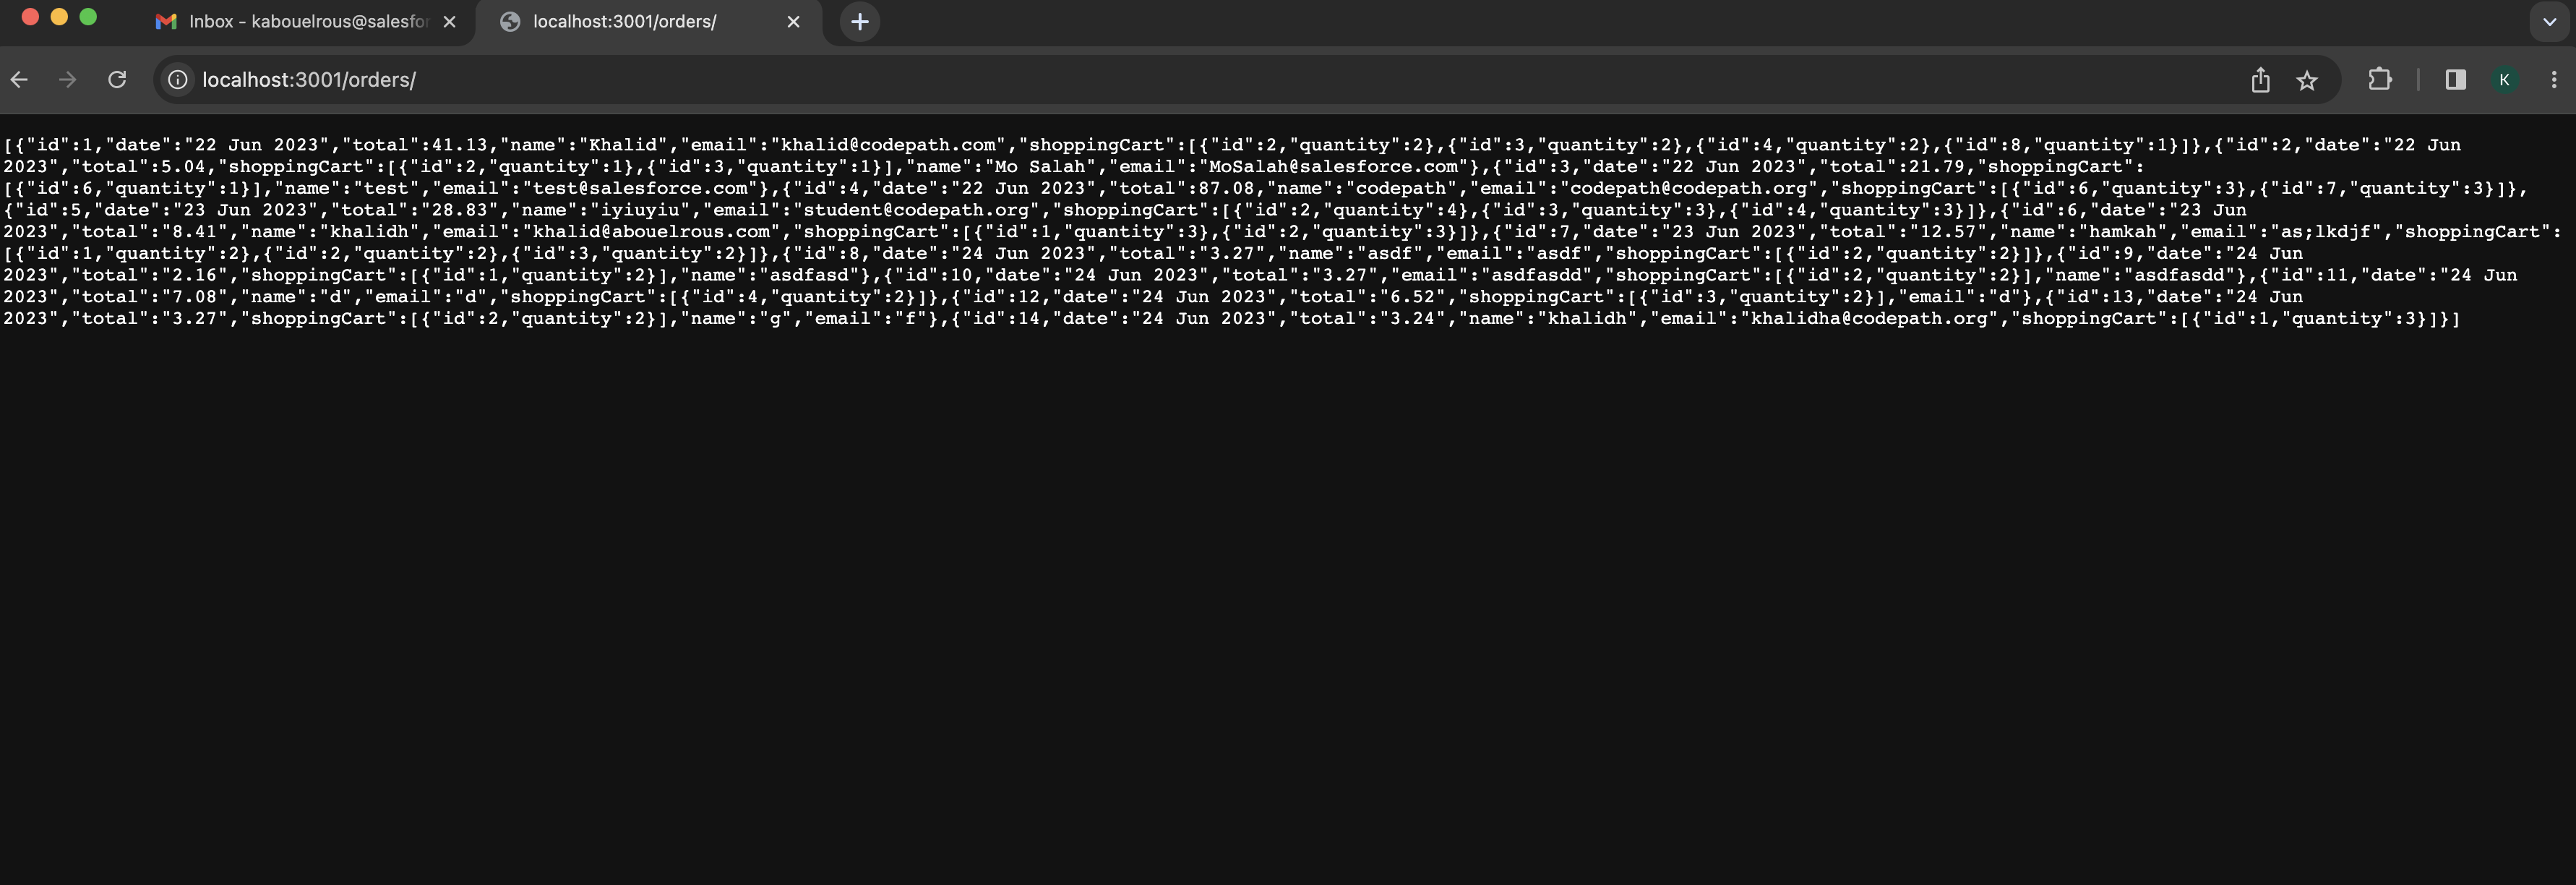 Inbox - kabouelrous@salesfor
localhost:3001/orders/
localhost:3001/orders/
K
[{"id":1,"date":"22 Jun 2023","total":41.13,"name":"Khalid","email":"khalid@codepath.com","shoppingCart":[{"id":2,"quantity":2},{"id":3,"quantity":2},{"id":4,"quantity":2},{"id":8,"quantity":1}]},{"id":2,"date":"22 Jun
2023","total":5.04,"shoppingCart":[{"id":2,"quantity":1},{"id":3,"quantity":1}],"name":"Mo Salah","email":"MoSalah@salesforce.com"},{"id":3,"date":"22 Jun 2023","total":21.79,"shoppingCart":
[{"id":6,"quantity":1}],"name":"test","email":"test@salesforce.com"},{"id":4,"date":"22 Jun 2023","total":87.08,"name":"codepath","email":"codepath@codepath.org","shoppingCart":[{"id":6,"quantity":3},{"id":7,"quantity":3}]},
{"id":5,"date":"23 Jun 2023","total":"28.83","name":"iyiuyiu","email":"student@codepath.org","shoppingCart":[{"id":2,"quantity":4},{"id":3,"quantity":3},{"id":4,"quantity":3}]},{"id":6,"date":"23 Jun
2023","total":"8.41","name":"khalidh","email":"khalid@abouelrous.com","shoppingCart":[{"id":1,"quantity":3},{"id":2,"quantity":3}]},{"id":7,"date":"23 Jun 2023","total":"12.57","name":"hamkah","email":"as;lkdjf","shoppingCart":
[{"id":1,"quantity":2},{"id":2,"quantity":2},{"id":3,"quantity":2}]},{"id":8,"date":"24 Jun 2023","total":"3.27","name":"asdf","email":"asdf","shoppingCart":[{"id":2,"quantity":2}]},{"id":9,"date":"24 Jun
2023","total":"2.16","shoppingCart":[{"id":1,"quantity":2}],"name":"asdfasd"},{"id":10,"date":"24 Jun 2023","total":"3.27","email":"asdfasdd","shoppingCart":[{"id":2,"quantity":2}],"name":"asdfasdd"},{"id":11,"date":"24 Jun
2023","total":"7.08","name":"d","email":"d","shoppingCart":[{"id":4,"quantity":2}]},{"id":12,"date":"24 Jun 2023","total":"6.52","shoppingCart":[{"id":3,"quantity":2}],"email":"d"},{"id":13,"date":"24 Jun
2023","total":"3.27","shoppingCart":[{"id":2,"quantity":2}],"name":"g","email":"f"},{"id":14,"date":"24 Jun 2023","total":"3.24","name":"khalidh","email":"khalidha@codepath.org","shoppingCart":[{"id":1,"quantity":3}]}]